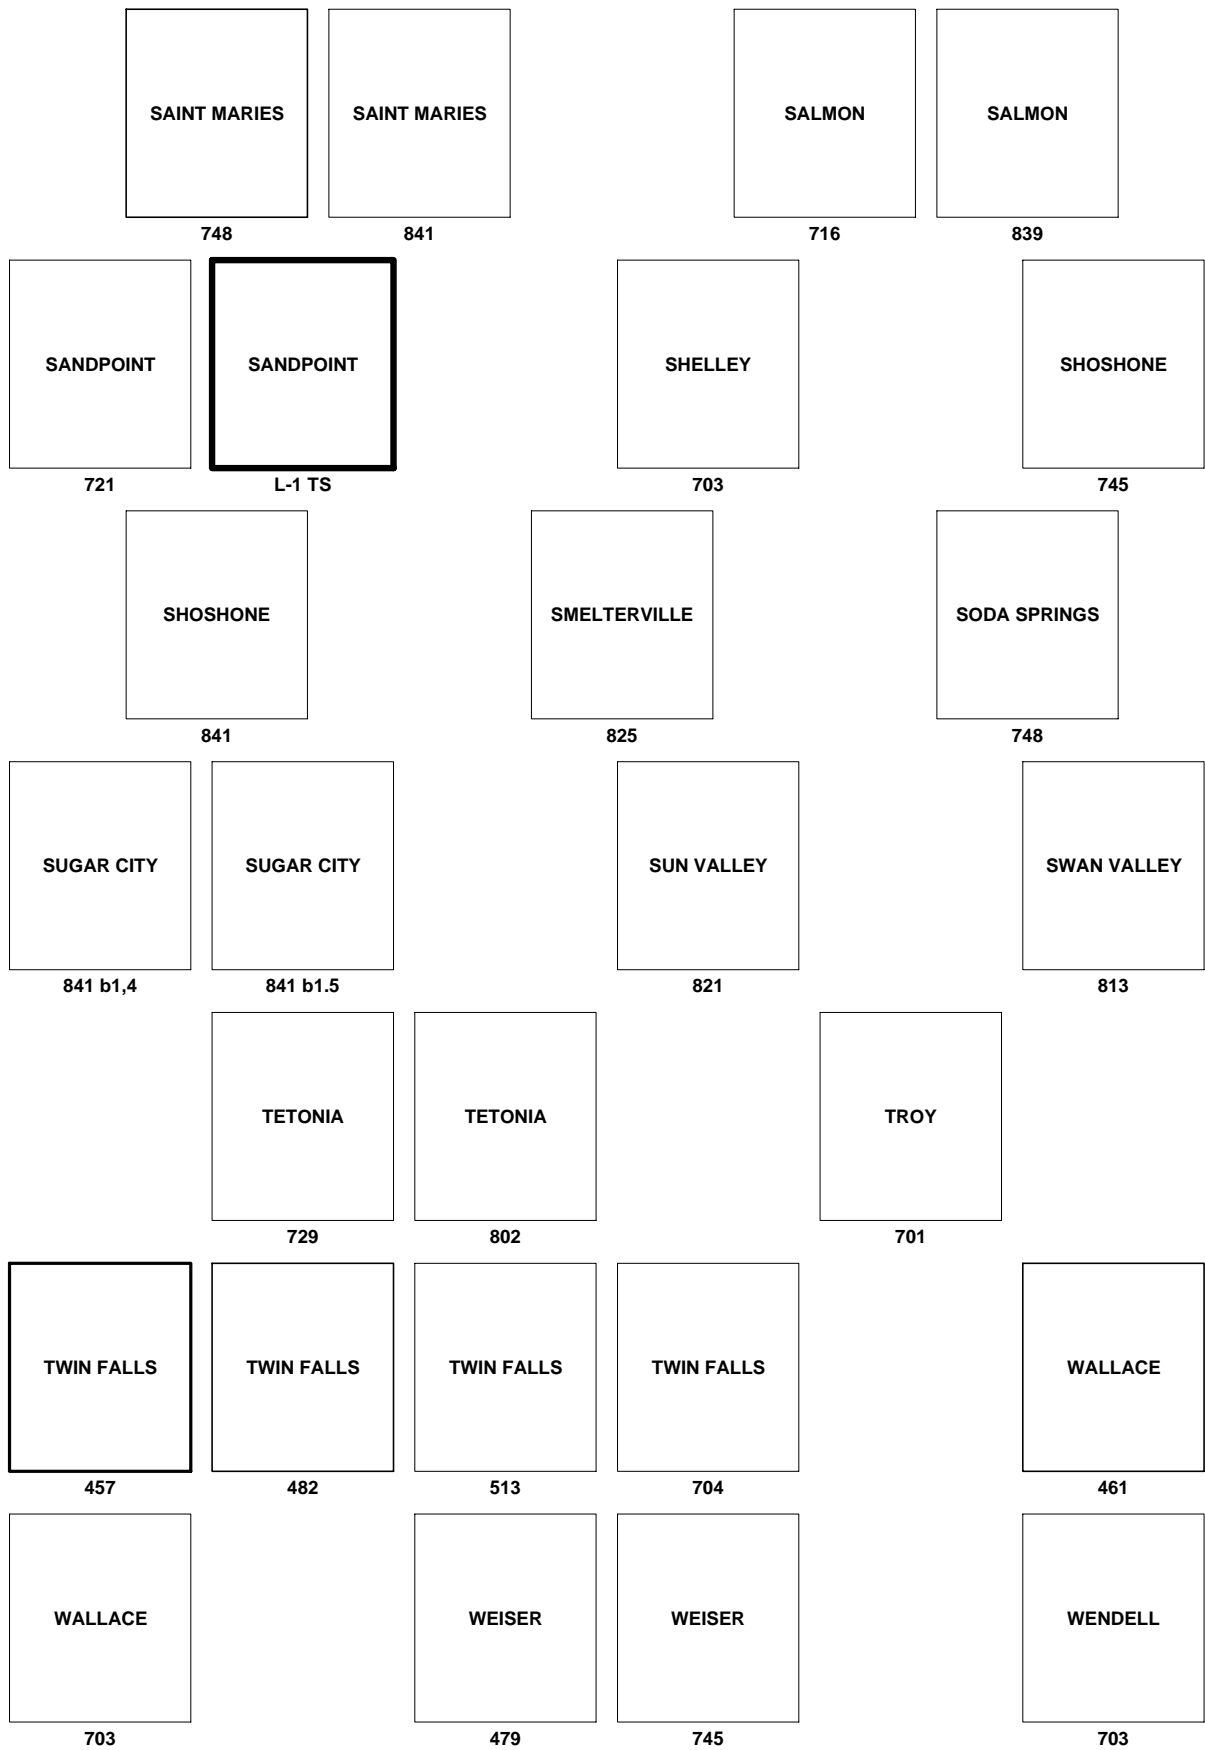 SAINT MARIES SAINT MARIES SALMON SALMON
748 841 716 839
SANDPOINT SANDPOINT SHELLEY SHOSHONE
721 L-1 TS 703 745
SHOSHONE SMELTERVILLE SODA SPRINGS
841 825 748
SUGAR CITY SUGAR CITY SUN VALLEY SWAN VALLEY
841 b1,4 841 b1.5 821 813
TETONIA TETONIA TROY
729 802 701
TWIN FALLS TWIN FALLS TWIN FALLS TWIN FALLS WALLACE
457 482 513 704 461
WALLACE WEISER WEISER WENDELL
703 479 745 703